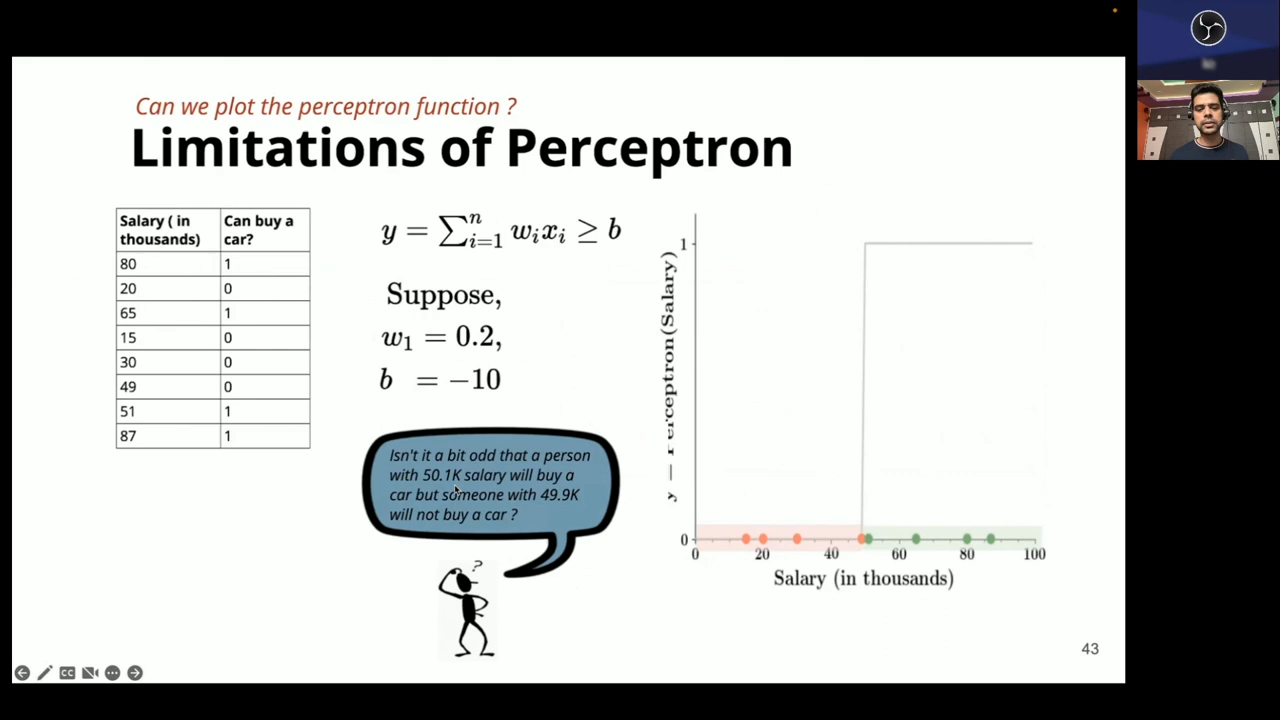 Can we plot the perceptron function ?
Limitations of Perceptron
Salary ( in thousands) Can buy a car?
80 1
20 0
65 1
15 0
30 0
49 0
51 1
87 1
y = ∑ⁿᵢ₌₁ wᵢxᵢ ≥ b
Suppose,
w₁ = 0.2,
b = −10
Isn't it a bit odd that a person
with 50.1K salary will buy a
car but someone with 49.9K
will not buy a car ?
?
y = Perceptron(Salary)
1
0
0 20 40 60 80 100
Salary (in thousands)
43
CC